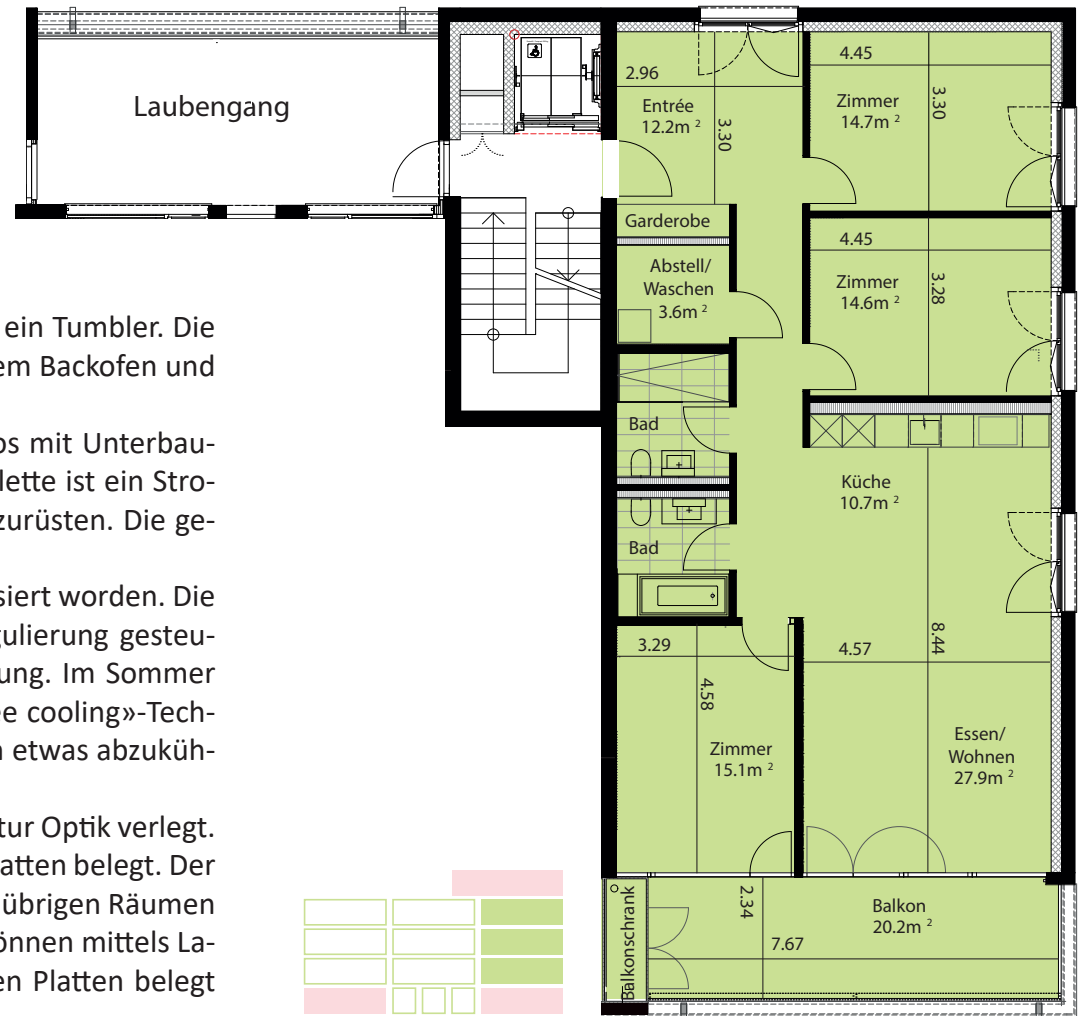 Laubengang
2.96
Entrée
12.2m ²
3.30
4.45
Zimmer
14.7m ²
3.30
Garderobe
Abstell/
Waschen
3.6m ²
4.45
Zimmer
14.6m ²
3.28
ein Tumbler. Die
em Backofen und
os mit Unterbau-
lette ist ein Stro-
zurüsten. Die ge-
siert worden. Die
gulierung gesteu-
ung. Im Sommer
e cooling»-Tech-
n etwas abzuküh-
tur Optik verlegt.
atten belegt. Der
übrigen Räumen
önnen mittels La-
en Platten belegt
Bad
Küche
10.7m ²
Bad
3.29
4.58
Zimmer
15.1m ²
4.57
8.44
Essen/
Wohnen
27.9m ²
Balkonschrank
2.34
7.67
Balkon
20.2m ²